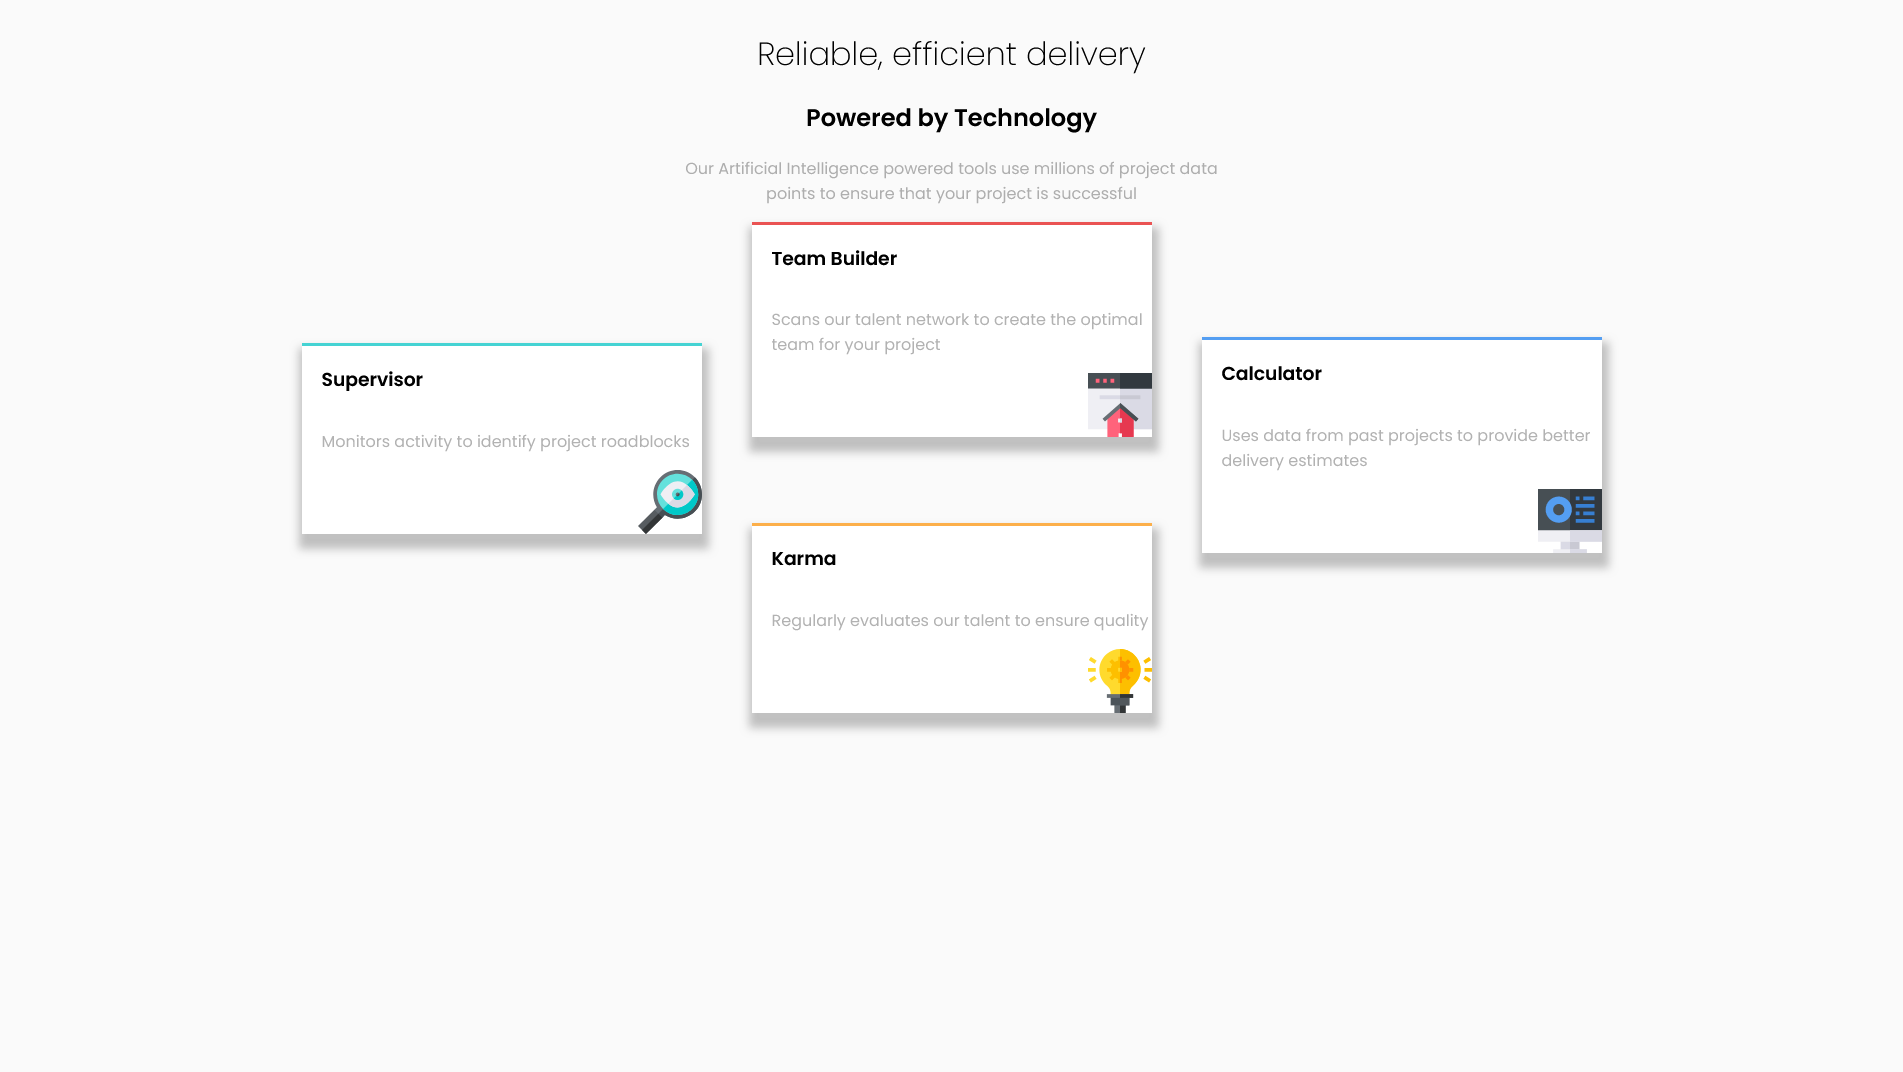 Reliable, efficient delivery
Powered by Technology
Our Artificial Intelligence powered tools use millions of project data
points to ensure that your project is successful
Supervisor
Monitors activity to identify project roadblocks
Team Builder
Scans our talent network to create the optimal
team for your project
Karma
Regularly evaluates our talent to ensure quality
Calculator
Uses data from past projects to provide better
delivery estimates